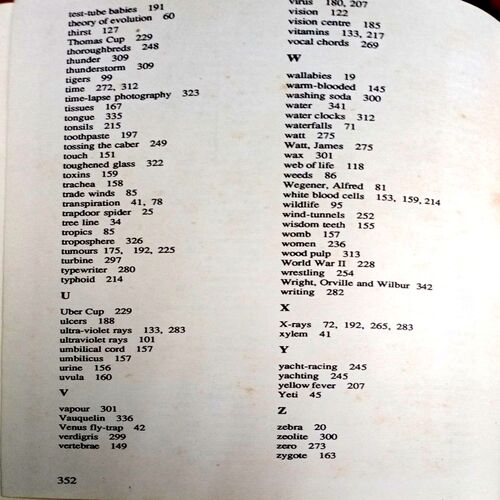 test-tube babies 191
theory of evolution 60
thirst 127
Thomas Cup 229
thoroughbreds 248
thunder 309
thunderstorm 309
tigers 99
time 272, 312
time-lapse photography 323
tissues 167
tongue 335
tonsils 215
toothpaste 197
tossing the caber 249
touch 151
toughened glass 322
toxins 159
trachea 158
trade winds 85
transpiration 41, 78
trapdoor spider 25
tree line 34
tropics 85
troposphere 326
tumours 175, 192, 225
turbine 297
typewriter 280
typhoid 214
U
Uber Cup 229
ulcers 188
ultra-violet rays 133, 283
ultraviolet rays 101
umbilical cord 157
umbilicus 157
urine 156
uvula 160
V
vapour 301
Vauquelin 336
Venus fly-trap 42
verdigris 299
vertebrae 149
virus 180, 207
vision 122
vision centre 185
vitamins 133, 217
vocal chords 269
W
wallabies 19
warm-blooded 145
washing soda 300
water 341
water clocks 312
waterfalls 71
watt 275
Watt, James 275
wax 301
web of life 118
weeds 86
Wegener, Alfred 81
white blood cells 153, 159, 214
wildlife 95
wind-tunnels 252
wisdom teeth 155
womb 157
women 236
wood pulp 313
World War II 228
wrestling 254
Wright, Orville and Wilbur 342
writing 282
X
X-rays 72, 192, 265, 283
xylem 41
Y
yacht-racing 245
yachting 245
yellow fever 207
Yeti 45
Z
zebra 20
zeolite 300
zero 273
zygote 163
352